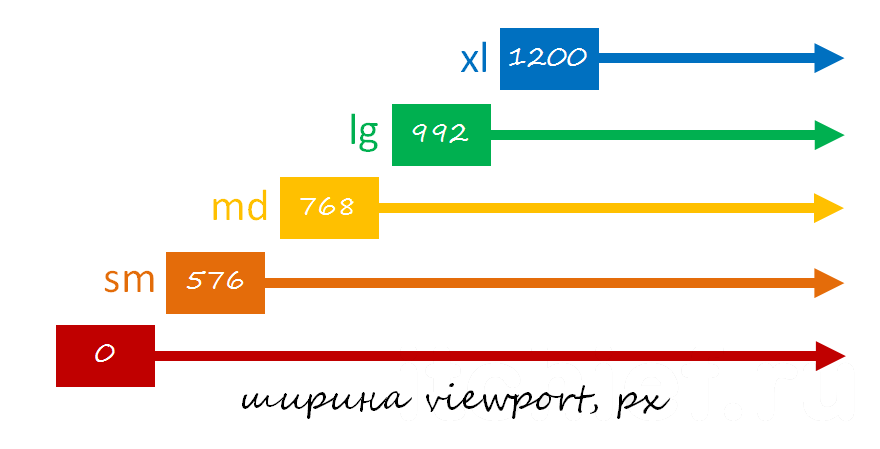 xl 1200
lg 992
md 768
sm 576
0
ширина viewport, px